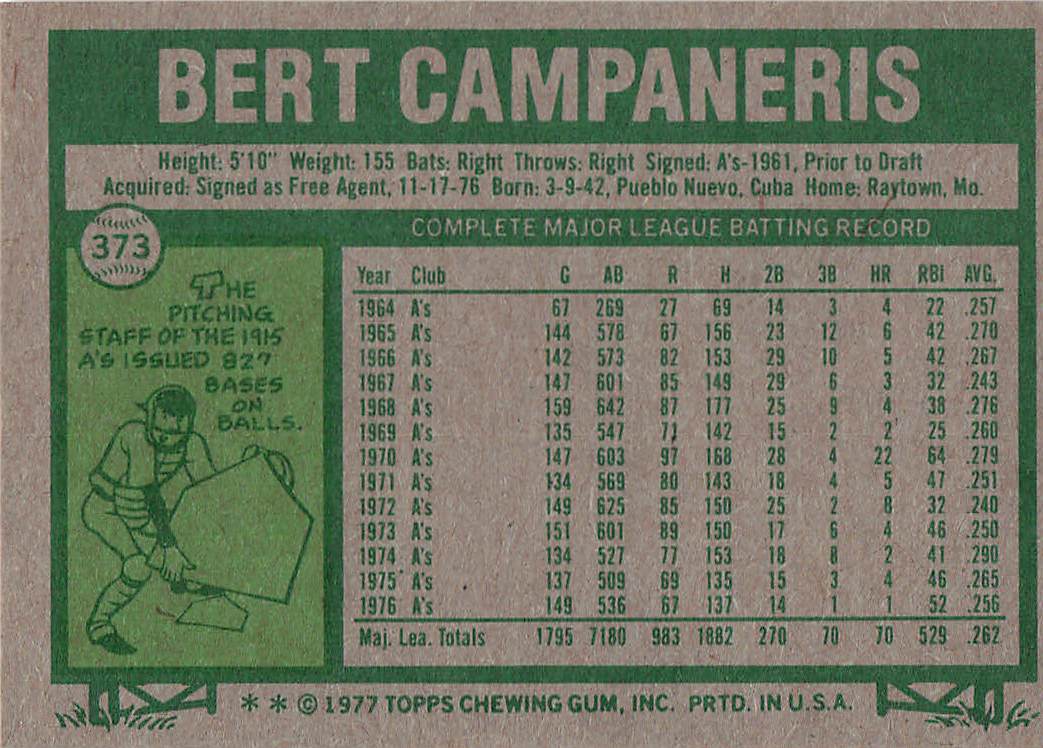 BERT CAMPANERIS
Height: 5'10" Weight: 155 Bats: Right Throws: Right Signed: A's-1961, Prior to Draft
Acquired: Signed as Free Agent, 11-17-76 Born: 3-9-42, Pueblo Nuevo, Cuba Home: Raytown, Mo.
373
THE
PITCHING
STAFF OF THE 1915
A'S ISSUED 827
BASES
ON
BALLS.
COMPLETE MAJOR LEAGUE BATTING RECORD
Year Club G AB R H 2B 3B HR RBI AVG.
1964 A's 67 269 27 69 14 3 4 22 .257
1965 A's 144 578 67 156 23 12 6 42 .270
1966 A's 142 573 82 153 29 10 5 42 .267
1967 A's 147 601 85 149 29 6 3 32 .243
1968 A's 159 642 87 177 25 9 4 38 .276
1969 A's 135 547 71 142 15 2 2 25 .260
1970 A's 147 603 97 168 28 4 22 64 .279
1971 A's 134 569 80 143 18 4 5 47 .251
1972 A's 149 625 85 150 25 2 8 32 .240
1973 A's 151 601 89 150 17 6 4 46 .250
1974 A's 134 527 77 153 18 8 2 41 .290
1975 A's 137 509 69 135 15 3 4 46 .265
1976 A's 149 536 67 137 14 1 1 52 .256
Maj. Lea. Totals 1795 7180 983 1882 270 70 70 529 .262
* * © 1977 TOPPS CHEWING GUM, INC. PRTD. IN U.S.A.